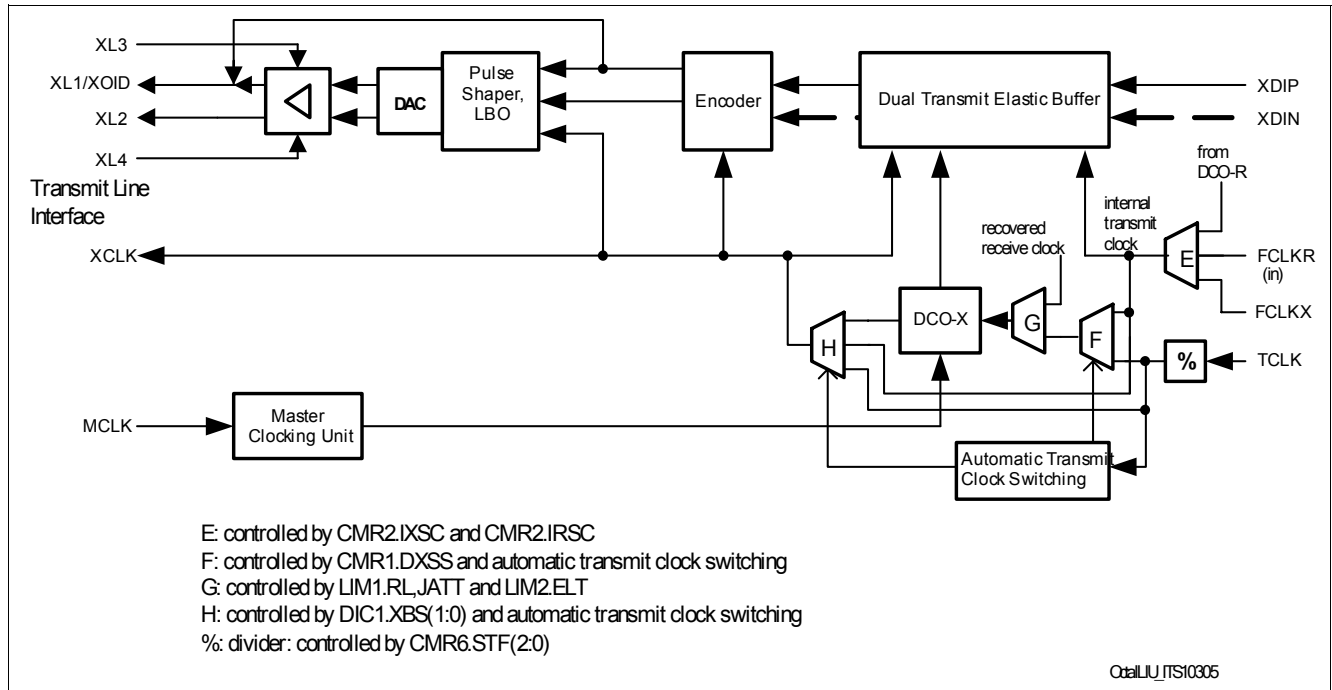 XL3
XL1/XOID
XL2
XL4
Transmit Line
Interface
DAC
Pulse
Shaper,
LBO
Encoder
Dual Transmit Elastic Buffer
XDIP
XDIN
from
DCO-R
internal
transmit
clock
recovered
receive clock
E
FCLKR
(in)
FCLKX
XCLK
H
DCO-X
G
F
%
TCLK
MCLK
Master
Clocking Unit
Automatic Transmit
Clock Switching
E: controlled by CMR2.IXSC and CMR2.IRSC
F: controlled by CMR1.DXSS and automatic transmit clock switching
G: controlled by LIM1.RL,JATT and LIM2.ELT
H: controlled by DIC1.XBS(1:0) and automatic transmit clock switching
%: divider: controlled by CMR6.STF(2:0)
OctalLIU_ITS10305